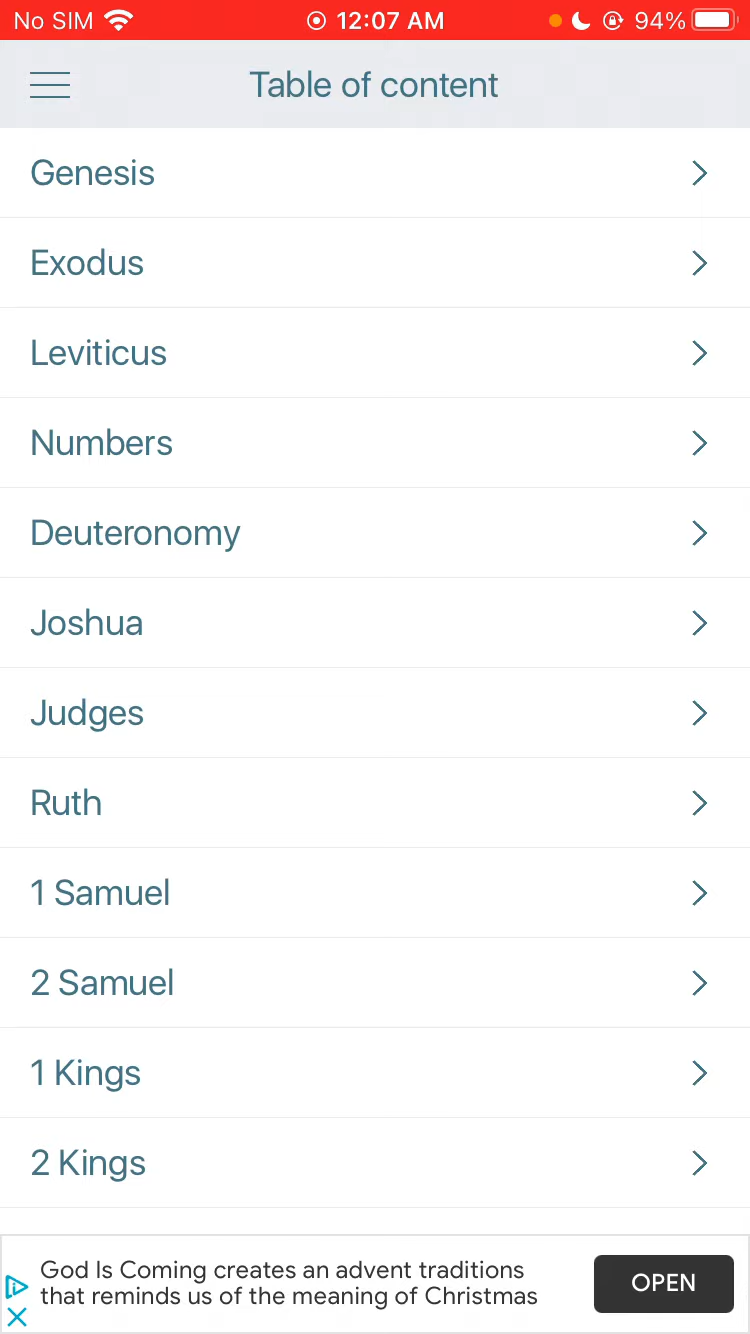 No SIM 12:07 AM 94%
Table of content
Genesis
Exodus
Leviticus
Numbers
Deuteronomy
Joshua
Judges
Ruth
1 Samuel
2 Samuel
1 Kings
2 Kings
God Is Coming creates an advent traditions
that reminds us of the meaning of Christmas
OPEN